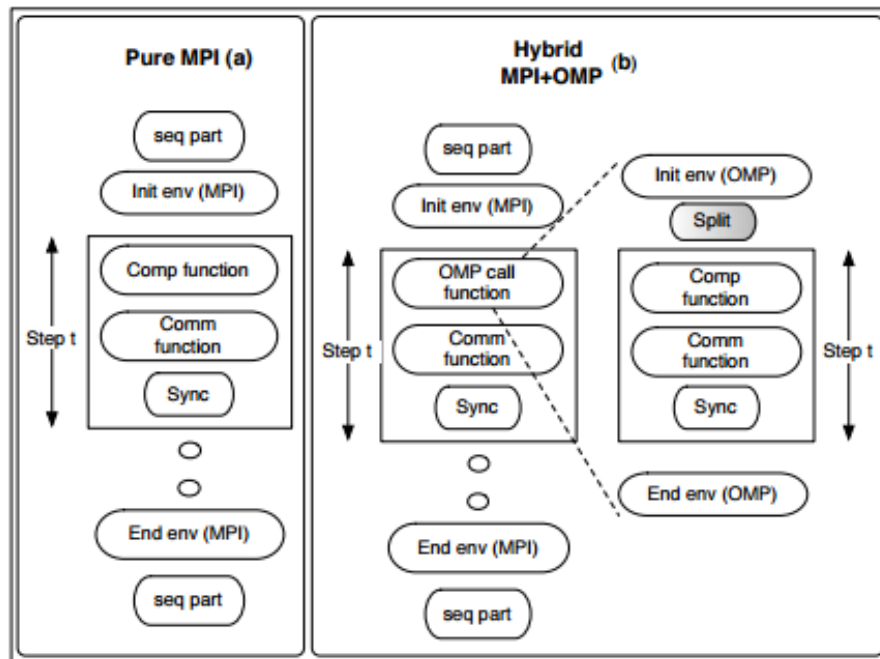 Pure MPI (a)
seq part
Init env (MPI)
Comp function
Comm
function
Sync
Step t
End env (MPI)
seq part
Hybrid
MPI+OMP (b)
seq part
Init env (MPI)
OMP call
function
Comm
function
Sync
Step t
End env (MPI)
seq part
Init env (OMP)
Split
Comp
function
Comm
function
Sync
Step t
End env (OMP)